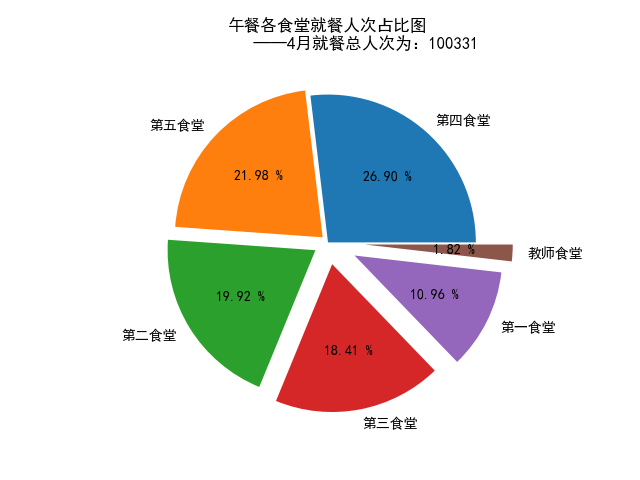 午餐各食堂就餐人次占比图
——4月就餐总人次为：100331
第四食堂
第五食堂
26.90 %
21.98 %
1.82 %
教师食堂
19.92 %
10.96 %
第一食堂
第二食堂
18.41 %
第三食堂